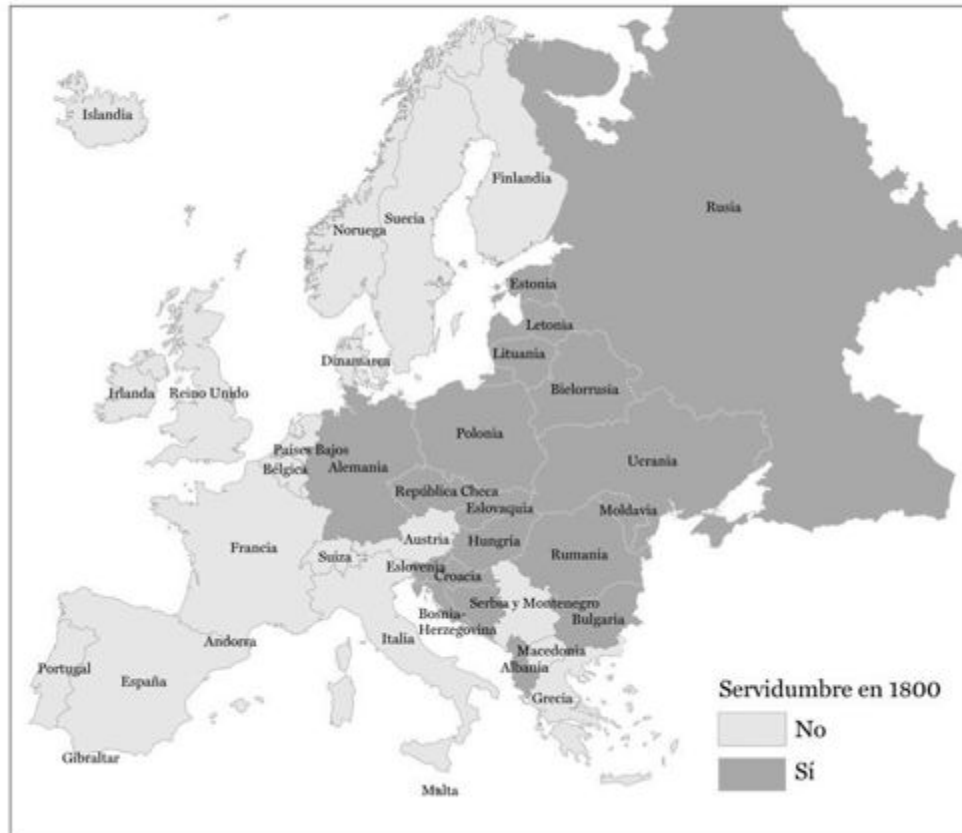 Islandia
Finlandia
Rusia
Suecia
Noruega
Estonia
Letonia
Lituania
Dinamarca
Bielorrusia
Irlanda
Reino Unido
Polonia
Países Bajos
Bélgica
Alemania
Ucrania
República Checa
Eslovaquia
Moldavia
Austria
Hungría
Francia
Rumania
Suiza
Eslovenia
Croacia
Serbia y Montenegro
Bosnia-
Herzegovina
Bulgaria
Andorra
Italia
Macedonia
Albania
Portugal
España
Grecia
Gibraltar
Malta
Servidumbre en 1800
No
Sí